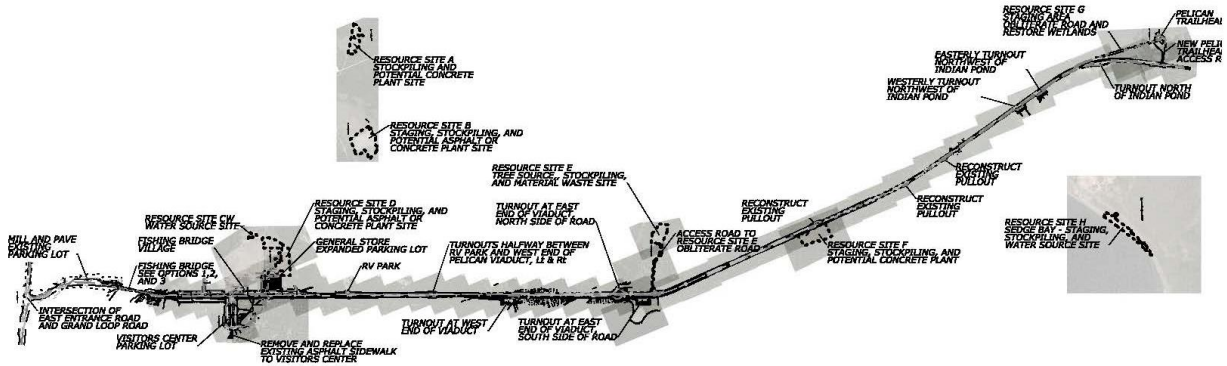 RESOURCE SITE A
STOCKPILING AND
POTENTIAL CONCRETE
PLANT SITE
RESOURCE SITE B
STAGING, STOCKPILING, AND
POTENTIAL ASPHALT OR
CONCRETE PLANT SITE
RESOURCE SITE G
STAGING AREA
OBLITERATE ROAD AND
RESTORE WETLANDS
PELICAN
TRAILHEAD
NEW PELIC
TRAILHEA
ACCESS R
EASTERLY TURNOUT
NORTHWEST OF
INDIAN POND
WESTERLY TURNOUT
NORTHWEST OF
INDIAN POND
TURNOUT NORTH
OF INDIAN POND
RECONSTRUCT
EXISTING
PULLOUT
RECONSTRUCT
EXISTING
PULLOUT
RECONSTRUCT
EXISTING
PULLOUT
RESOURCE SITE H
SEDGE BAY - STAGING,
STOCKPILING, AND
WATER SOURCE SITE
RESOURCE SITE F
STAGING, STOCKPILING, AND
POTENTIAL CONCRETE PLANT
RESOURCE SITE E
TREE SOURCE, STOCKPILING,
AND MATERIAL WASTE SITE
TURNOUT AT EAST
END OF VIADUCT,
NORTH SIDE OF ROAD
ACCESS ROAD TO
RESOURCE SITE E
OBLITERATE ROAD
RESOURCE SITE D
STAGING, STOCKPILING, AND
POTENTIAL ASPHALT OR
CONCRETE PLANT SITE
RESOURCE SITE CW
WATER SOURCE SITE
GENERAL STORE
EXPANDED PARKING LOT
TURNOUTS HALFWAY BETWEEN
RV PARK AND WEST END OF
PELICAN VIADUCT, Lt & Rt
RV PARK
MILL AND PAVE
EXISTING
PARKING LOT
FISHING BRIDGE
VILLAGE
FISHING BRIDGE
SEE OPTIONS 1,2,
AND 3
INTERSECTION OF
EAST ENTRANCE ROAD
AND GRAND LOOP ROAD
VISITORS CENTER
PARKING LOT
REMOVE AND REPLACE
EXISTING ASPHALT SIDEWALK
TO VISITORS CENTER
TURNOUT AT WEST
END OF VIADUCT
TURNOUT AT EAST
END OF VIADUCT,
SOUTH SIDE OF ROAD